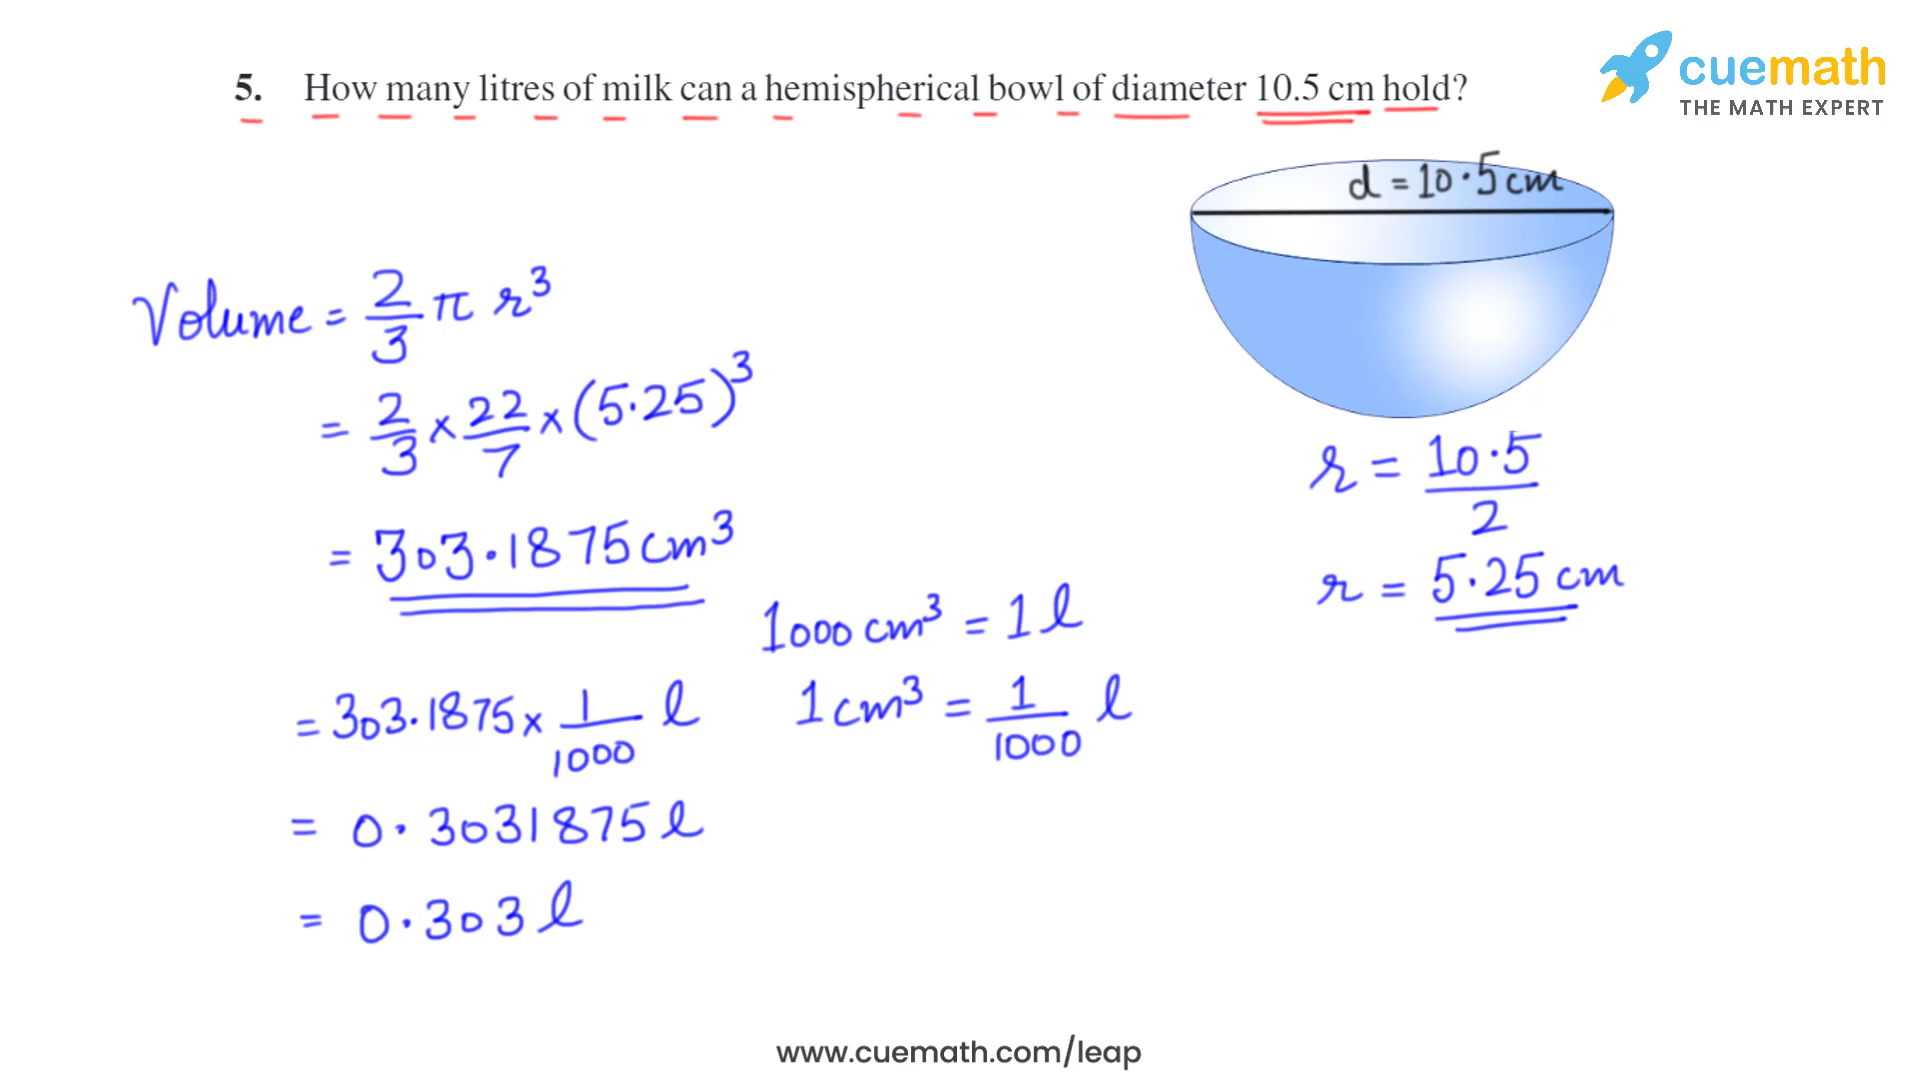 5. How many litres of milk can a hemispherical bowl of diameter 10.5 cm hold?
cuemath
THE MATH EXPERT
d = 10.5 cm
Volume = 2/3 π r³
= 2/3 × 22/7 × (5.25)³
= 303.1875 cm³
r = 10.5/2
r = 5.25 cm
1000 cm³ = 1 l
1 cm³ = 1/1000 l
= 303.1875 × 1/1000 l
= 0.3031875 l
= 0.303 l
www.cuemath.com/leap